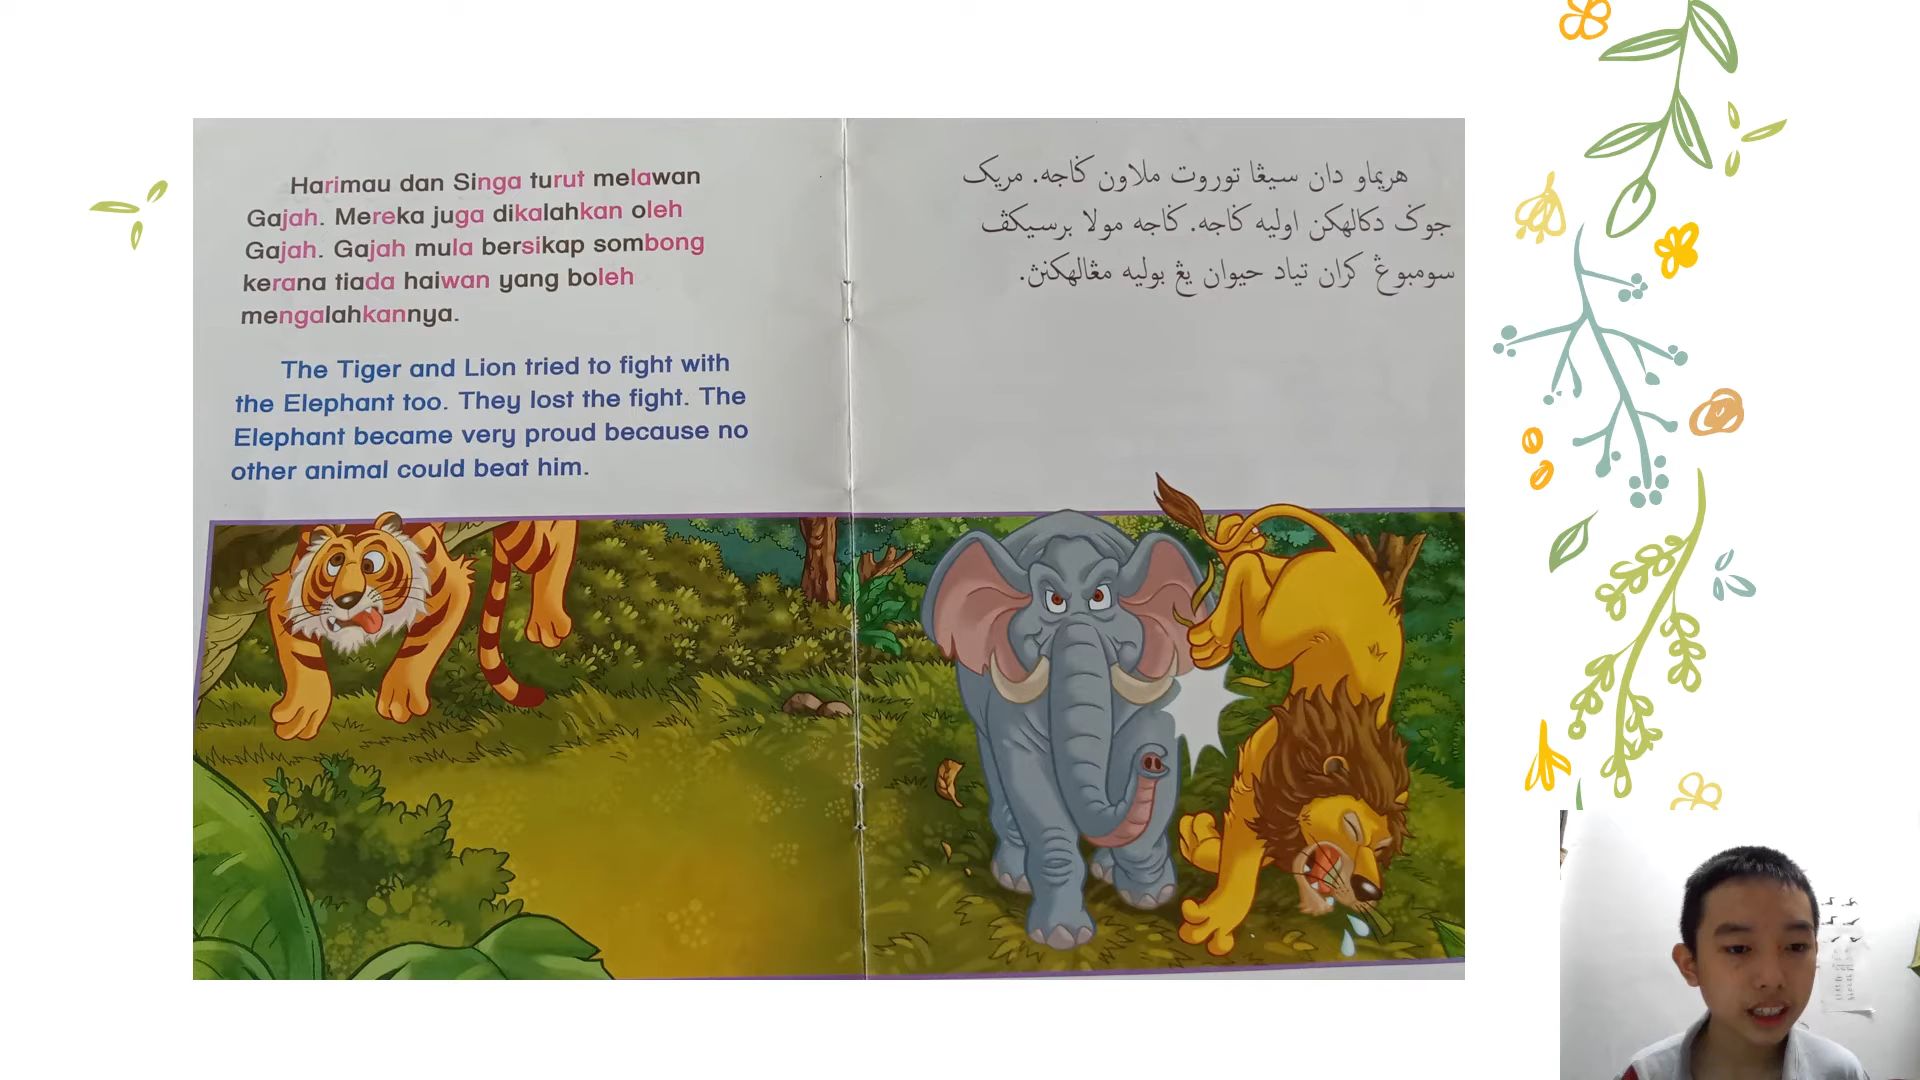 Harimau dan Singa turut melawan
Gajah. Mereka juga dikalahkan oleh
Gajah. Gajah mula bersikap sombong
kerana tiada haiwan yang boleh
mengalahkannya.
The Tiger and Lion tried to fight with
the Elephant too. They lost the fight. The
Elephant became very proud because no
other animal could beat him.
هريماو دان سيڠا توروت ملاون ݢاجه. مريک
جوݢ دکالهکن اوليه ݢاجه. ݢاجه مولا برسيکڤ
سومبوڠ کران تياد حيوان يڠ بوليه مڠالهکنڽ.